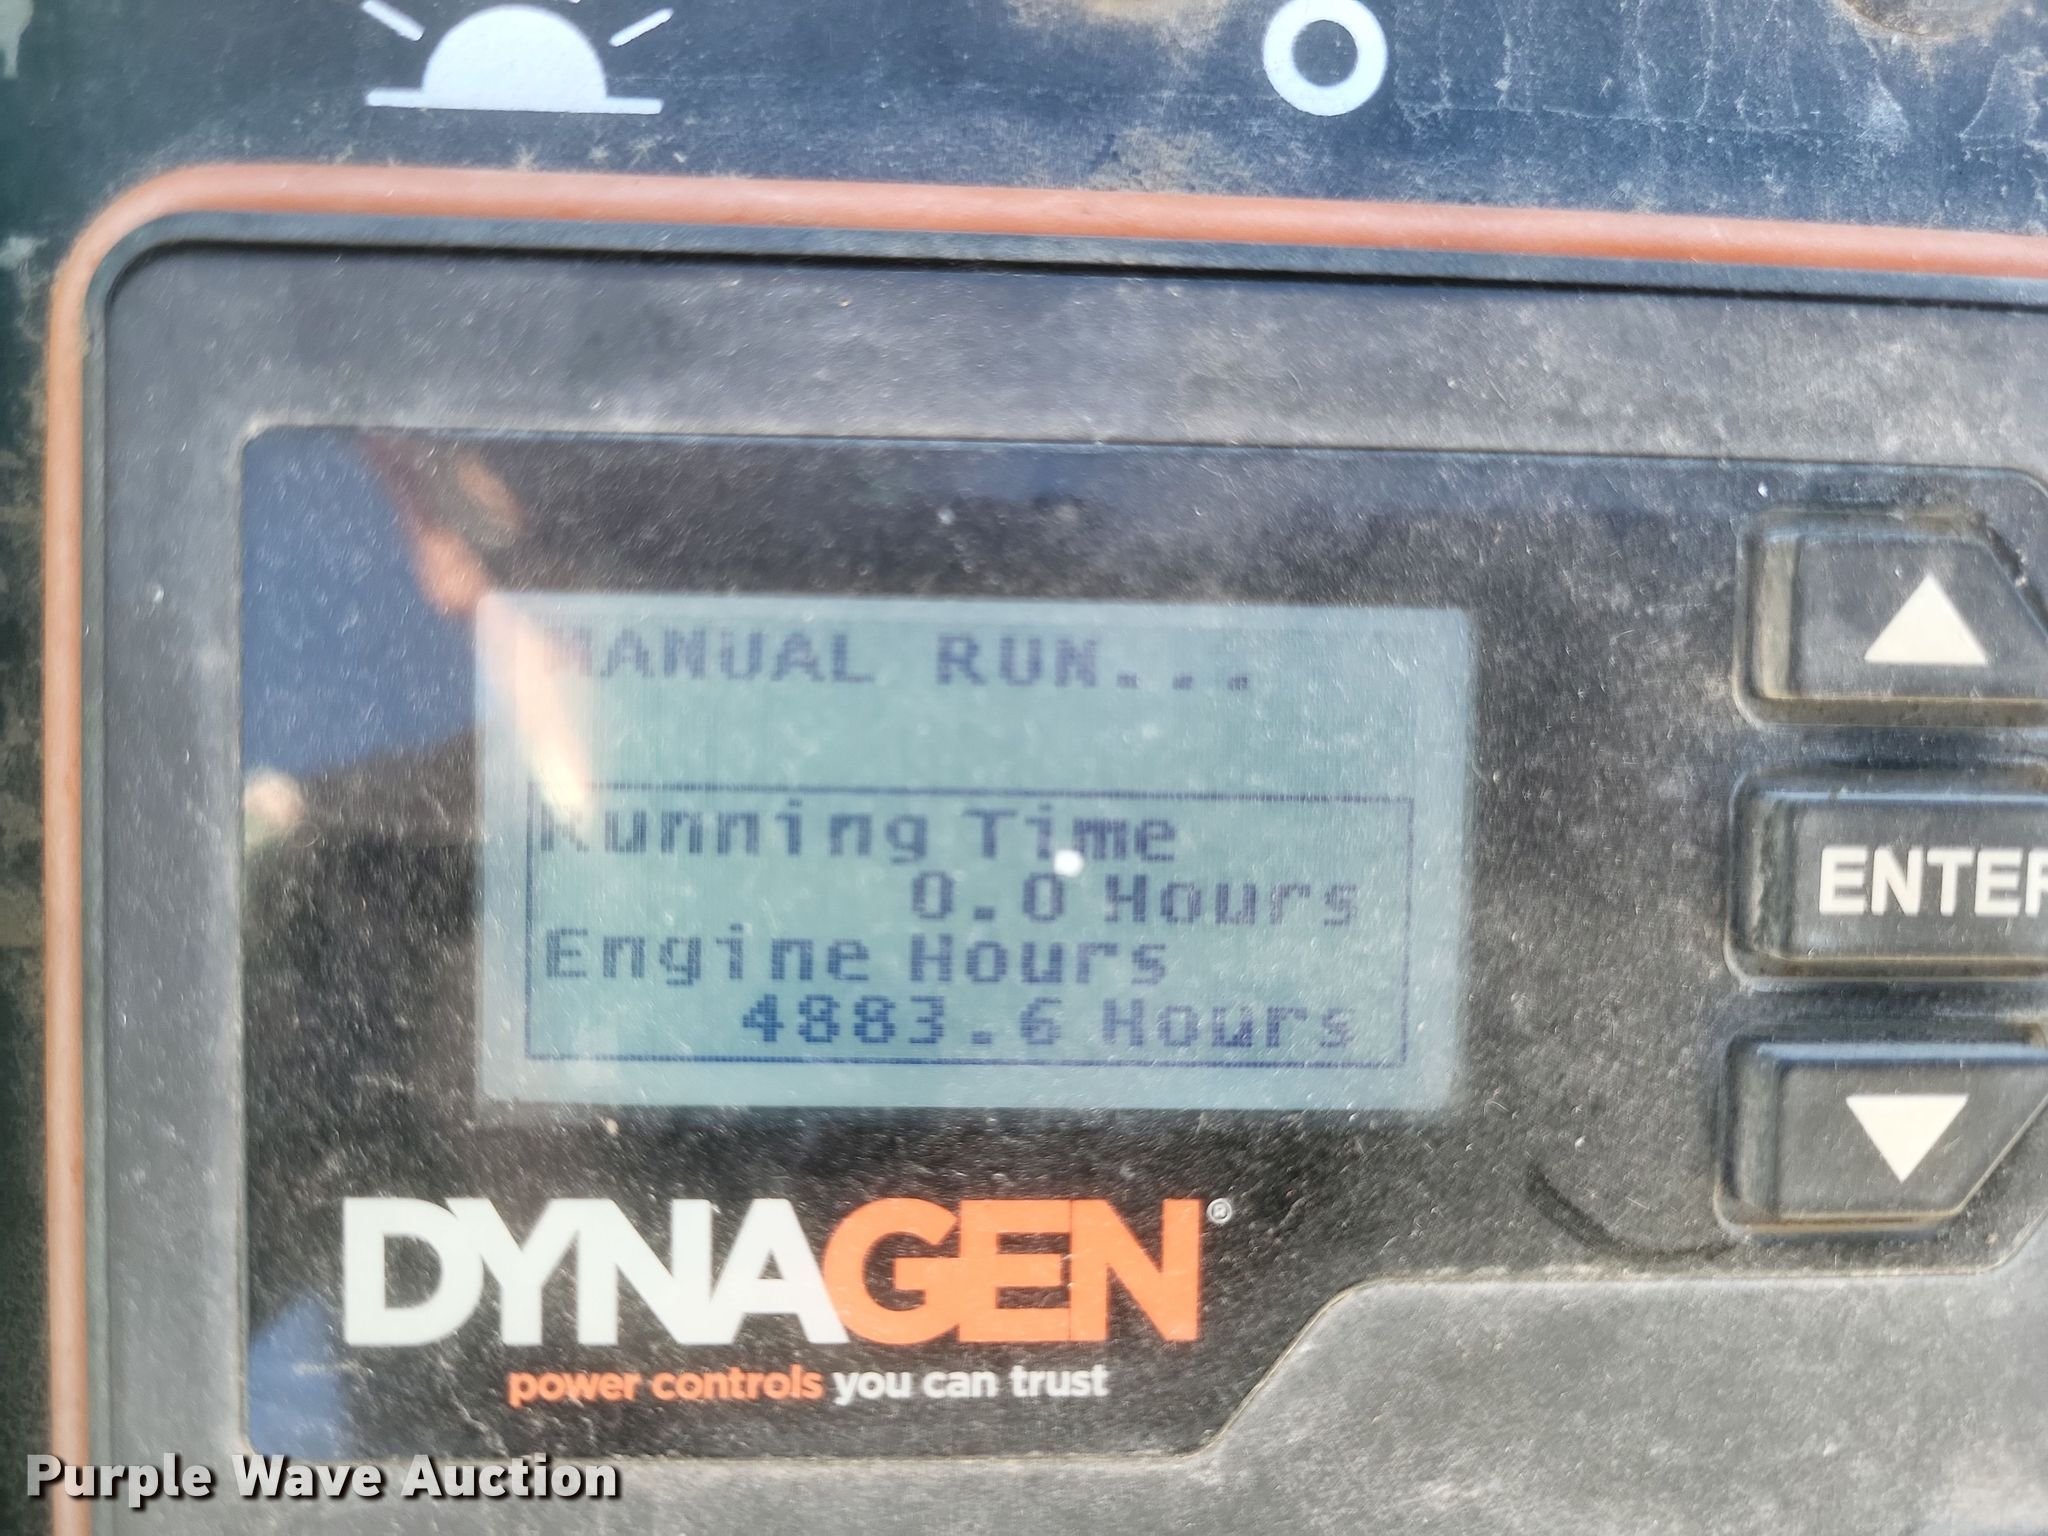 MANUAL RUN...
Running Time
0.0 Hours
Engine Hours
4883.6 Hours
ENTER
DYNAGEN®
power controls you can trust
Purple Wave Auction